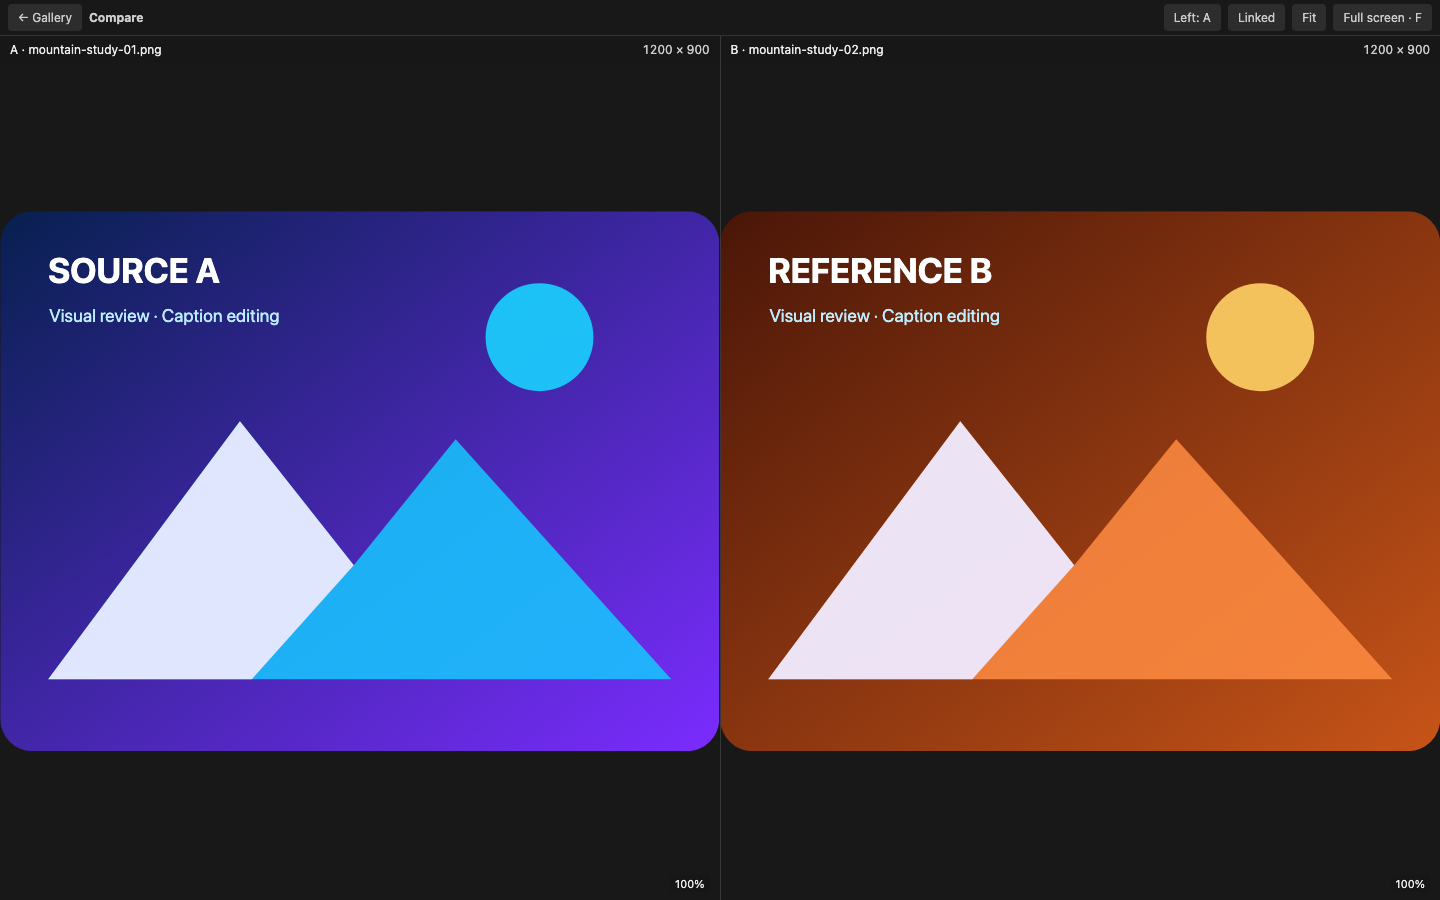 ← Gallery Compare Left: A Linked Fit Full screen · F
A · mountain-study-01.png 1200 × 900
B · mountain-study-02.png 1200 × 900
SOURCE A
Visual review · Caption editing
REFERENCE B
Visual review · Caption editing
100%
100%